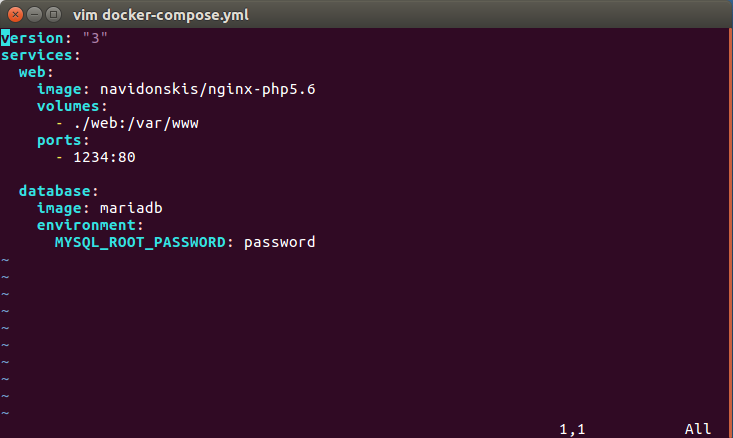 vim docker-compose.yml
version: "3"
services:
  web:
    image: navidonskis/nginx-php5.6
    volumes:
      - ./web:/var/www
    ports:
      - 1234:80

  database:
    image: mariadb
    environment:
      MYSQL_ROOT_PASSWORD: password
~
~
~
~
~
~
~
~
~
~
1,1 All